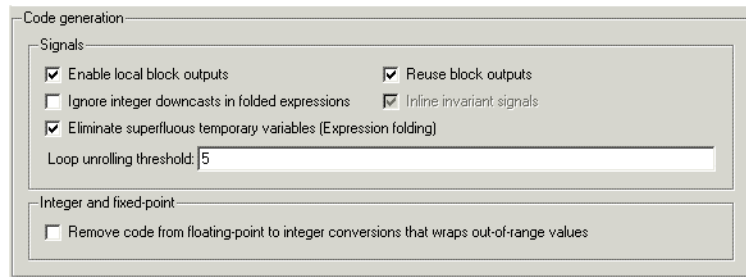 Code generation
Signals
Enable local block outputs
Reuse block outputs
Ignore integer downcasts in folded expressions
Inline invariant signals
Eliminate superfluous temporary variables (Expression folding)
Loop unrolling threshold: 5
Integer and fixed-point
Remove code from floating-point to integer conversions that wraps out-of-range values